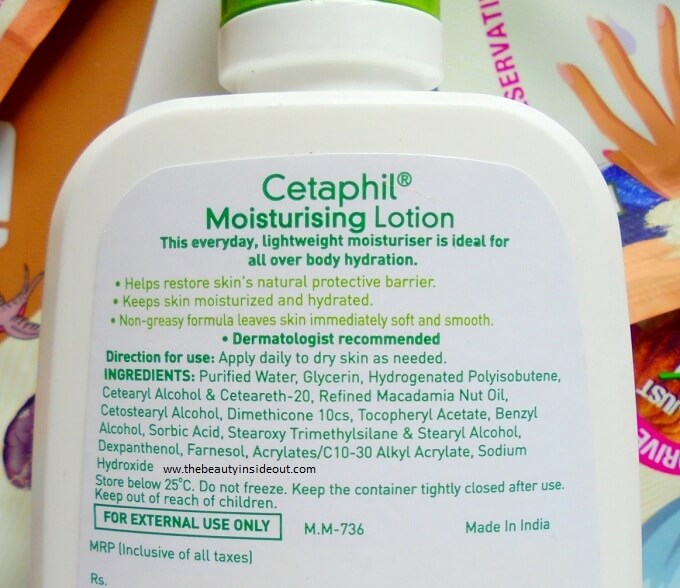 Cetaphil®
Moisturising Lotion
This everyday, lightweight moisturiser is ideal for
all over body hydration.
• Helps restore skin's natural protective barrier.
• Keeps skin moisturized and hydrated.
• Non-greasy formula leaves skin immediately soft and smooth.
• Dermatologist recommended
Direction for use: Apply daily to dry skin as needed.
INGREDIENTS: Purified Water, Glycerin, Hydrogenated Polyisobutene,
Cetearyl Alcohol & Ceteareth-20, Refined Macadamia Nut Oil,
Cetostearyl Alcohol, Dimethicone 10cs, Tocopheryl Acetate, Benzyl
Alcohol, Sorbic Acid, Stearoxy Trimethylsilane & Stearyl Alcohol,
Dexpanthenol, Farnesol, Acrylates/C10-30 Alkyl Acrylate, Sodium
Hydroxide www.thebeautyinsideout.com
Store below 25°C. Do not freeze. Keep the container tightly closed after use.
Keep out of reach of children.
FOR EXTERNAL USE ONLY M.M-736 Made In India
MRP (Inclusive of all taxes)
Rs.
JUST